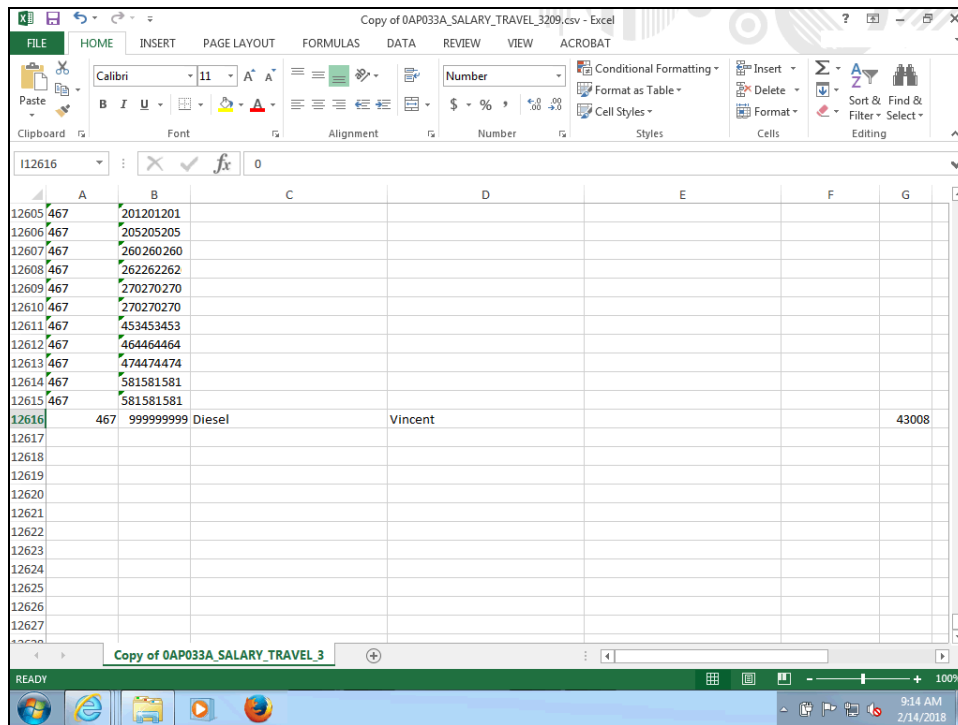 Copy of 0AP033A_SALARY_TRAVEL_3209.csv - Excel
FILE HOME INSERT PAGE LAYOUT FORMULAS DATA REVIEW VIEW ACROBAT
Paste
Calibri 11 A A
B I U A
Number
$ % , .00 .00
Conditional Formatting
Format as Table
Cell Styles
Insert
Delete
Format
Sort & Filter
Find & Select
Clipboard Font Alignment Number Styles Cells Editing
I12616 fx 0
A B C D E F G
12605 467 201201201
12606 467 205205205
12607 467 260260260
12608 467 262262262
12609 467 270270270
12610 467 270270270
12611 467 453453453
12612 467 464464464
12613 467 474474474
12614 467 581581581
12615 467 581581581
12616 467 999999999 Diesel Vincent 43008
12617
12618
12619
12620
12621
12622
12623
12624
12625
12626
12627
Copy of 0AP033A_SALARY_TRAVEL_3
READY 100%
9:14 AM
2/14/2018